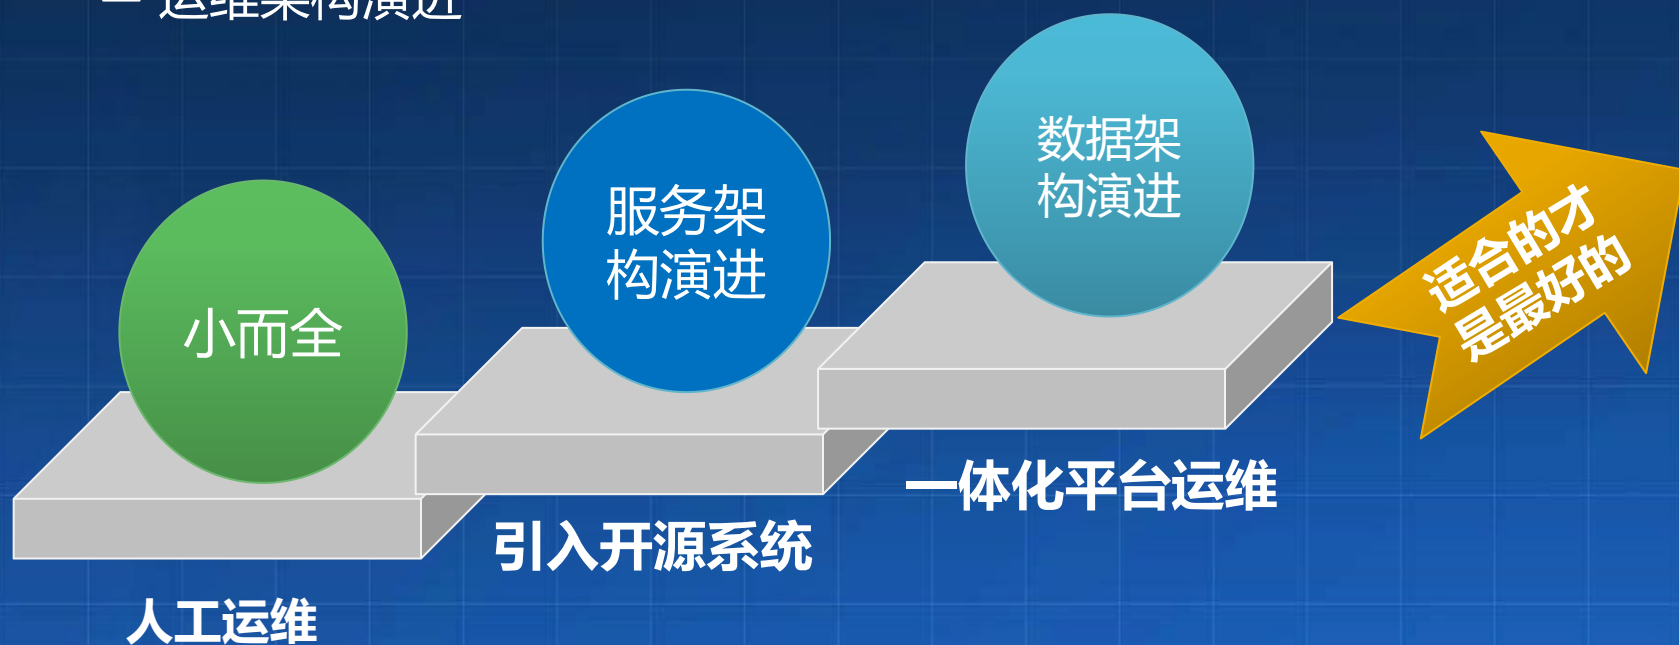 — 运维架构演进
小而全
服务架
构演进
数据架
构演进
适合的才
是最好的
人工运维
引入开源系统
一体化平台运维